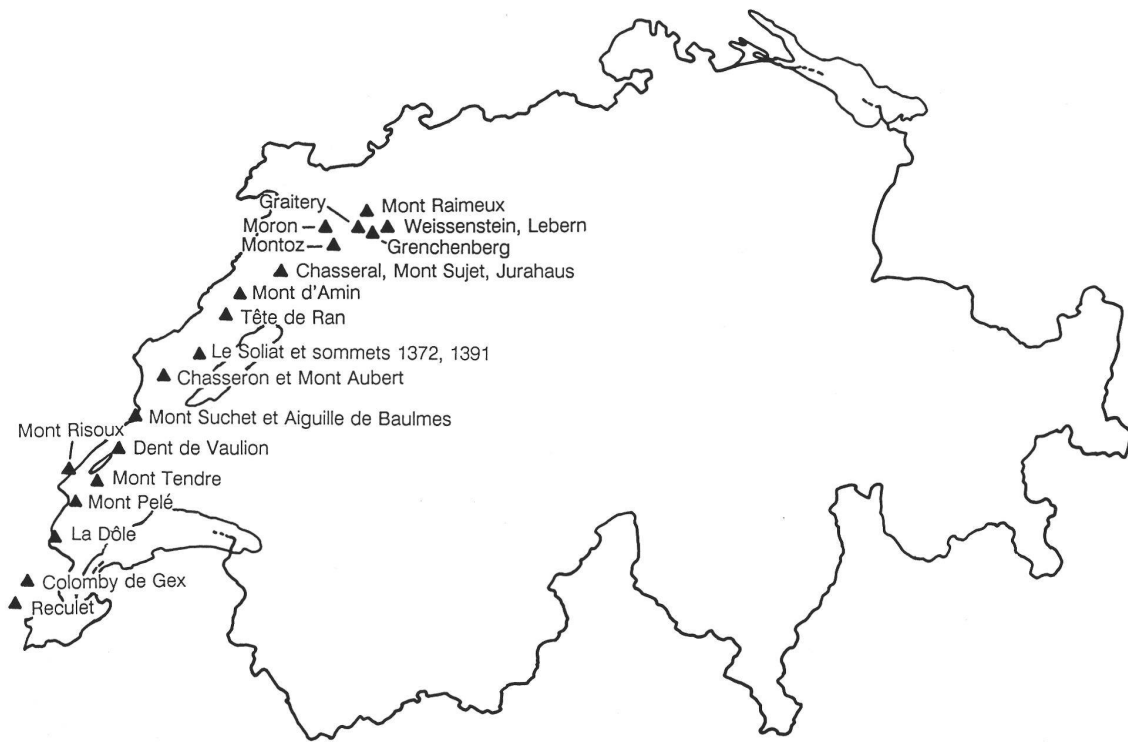 Graitery
Mont Raimeux
Moron
Weissenstein, Lebern
Montoz
Grenchenberg
Chasseral, Mont Sujet, Jurahaus
Mont d'Amin
Tête de Ran
Le Soliat et sommets 1372, 1391
Chasseron et Mont Aubert
Mont Suchet et Aiguille de Baulmes
Mont Risoux
Dent de Vaulion
Mont Tendre
Mont Pelé
La Dôle
Colomby de Gex
Reculet